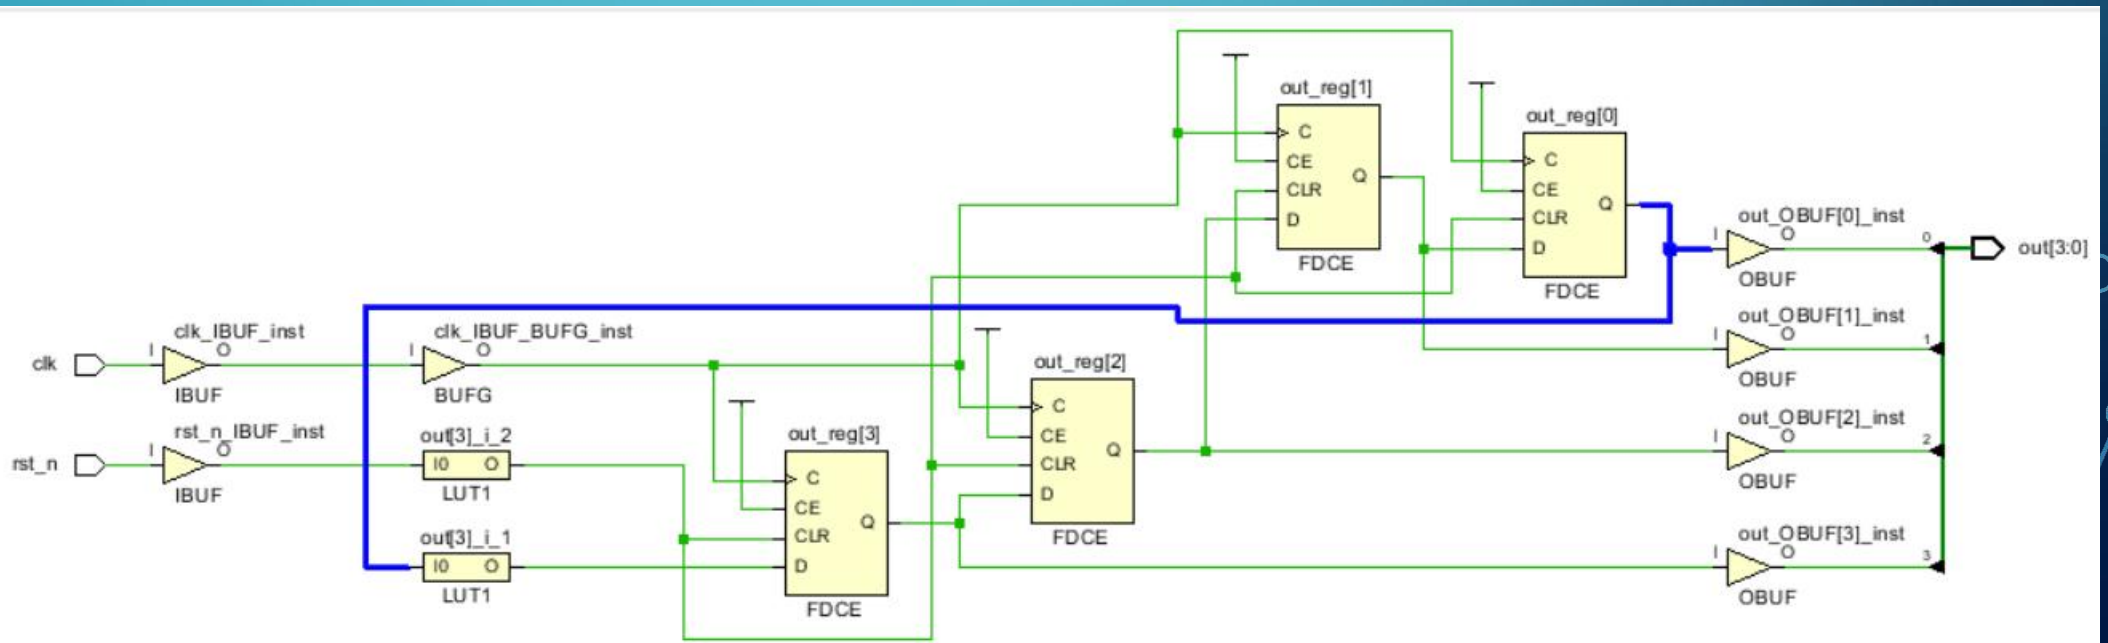 out_reg[1]
C
CE
CLR
D
Q
FDCE
out_reg[0]
C
CE
CLR
D
Q
FDCE
out_OBUF[0]_inst
I
O
OBUF
0
out[3:0]
out_OBUF[1]_inst
I
O
OBUF
1
clk
clk_IBUF_inst
I
O
IBUF
clk_IBUF_BUFG_inst
I
O
BUFG
out_reg[2]
C
CE
CLR
D
Q
FDCE
out_OBUF[2]_inst
I
O
OBUF
2
rst_n
rst_n_IBUF_inst
I
O
IBUF
out[3]_i_2
I0 O
LUT1
out_reg[3]
C
CE
CLR
D
Q
FDCE
out[3]_i_1
I0 O
LUT1
out_OBUF[3]_inst
I
O
OBUF
3